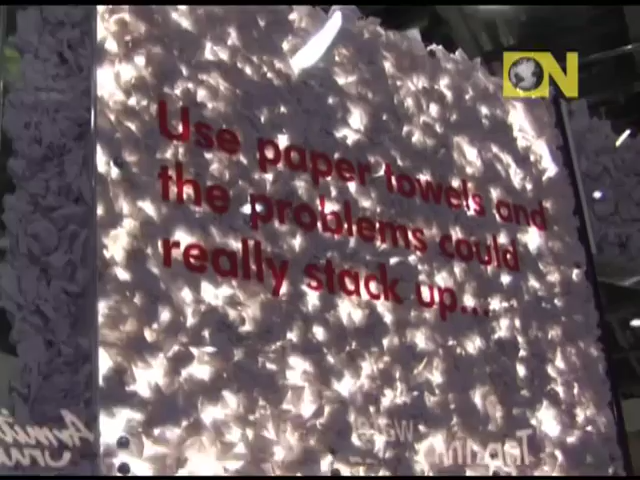 ON
Use paper towels and
the problems could
really stack up...